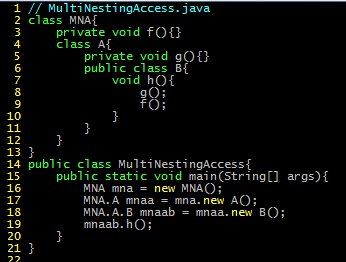 1 // MultiNestingAccess.java
2 class MNA{
3     private void f(){}
4     class A{
5         private void g(){}
6         public class B{
7             void h(){
8                 g();
9                 f();
10             }
11         }
12     }
13 }
14 public class MultiNestingAccess{
15     public static void main(String[] args){
16         MNA mna = new MNA();
17         MNA.A mnaa = mna.new A();
18         MNA.A.B mnaab = mnaa.new B();
19         mnaab.h();
20     }
21 }
22